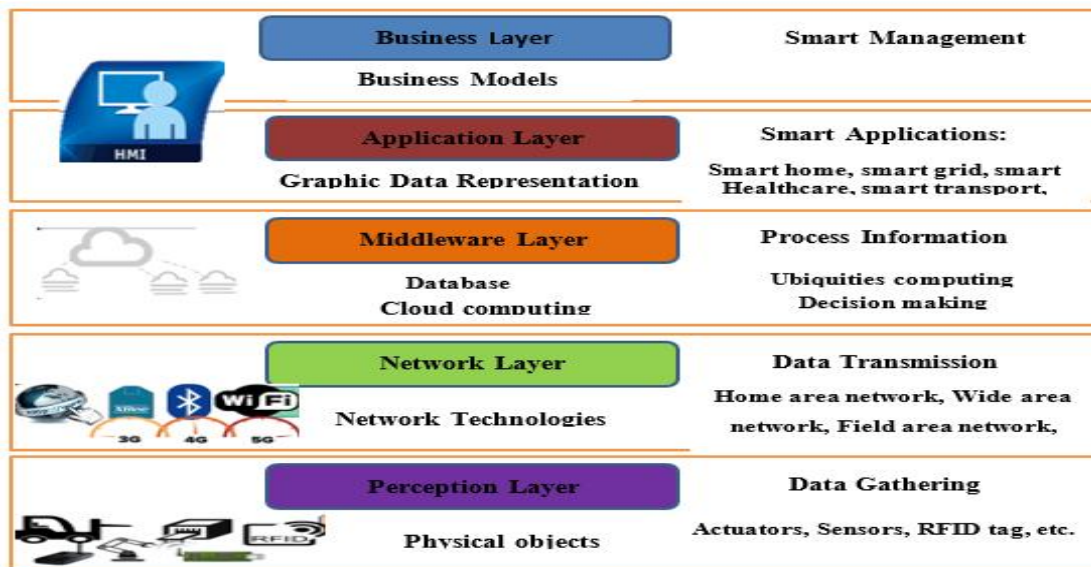 Business Layer
Smart Management
Business Models
HMI
Application Layer
Smart Applications:
Graphic Data Representation
Smart home, smart grid, smart
Healthcare, smart transport,
Middleware Layer
Process Information
Database
Ubiquities computing
Cloud computing
Decision making
Network Layer
Data Transmission
WiFi
3G 4G 5G
Network Technologies
Home area network, Wide area
network, Field area network,
Perception Layer
Data Gathering
RFID
Physical objects
Actuators, Sensors, RFID tag, etc.